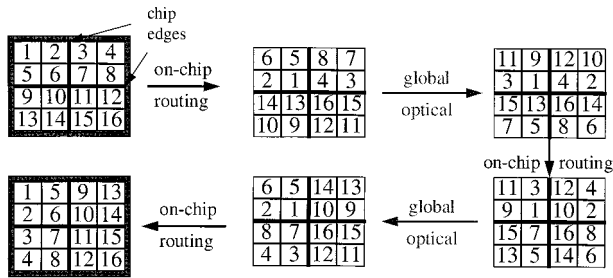 chip
edges
1 2 3 4
5 6 7 8
9 10 11 12
13 14 15 16
on-chip
routing
6 5 8 7
2 1 4 3
14 13 16 15
10 9 12 11
global
optical
11 9 12 10
3 1 4 2
15 13 16 14
7 5 8 6
on-chip routing
11 3 12 4
9 1 10 2
15 7 16 8
13 5 14 6
global
optical
6 5 14 13
2 1 10 9
8 7 16 15
4 3 12 11
on-chip
routing
1 5 9 13
2 6 10 14
3 7 11 15
4 8 12 16